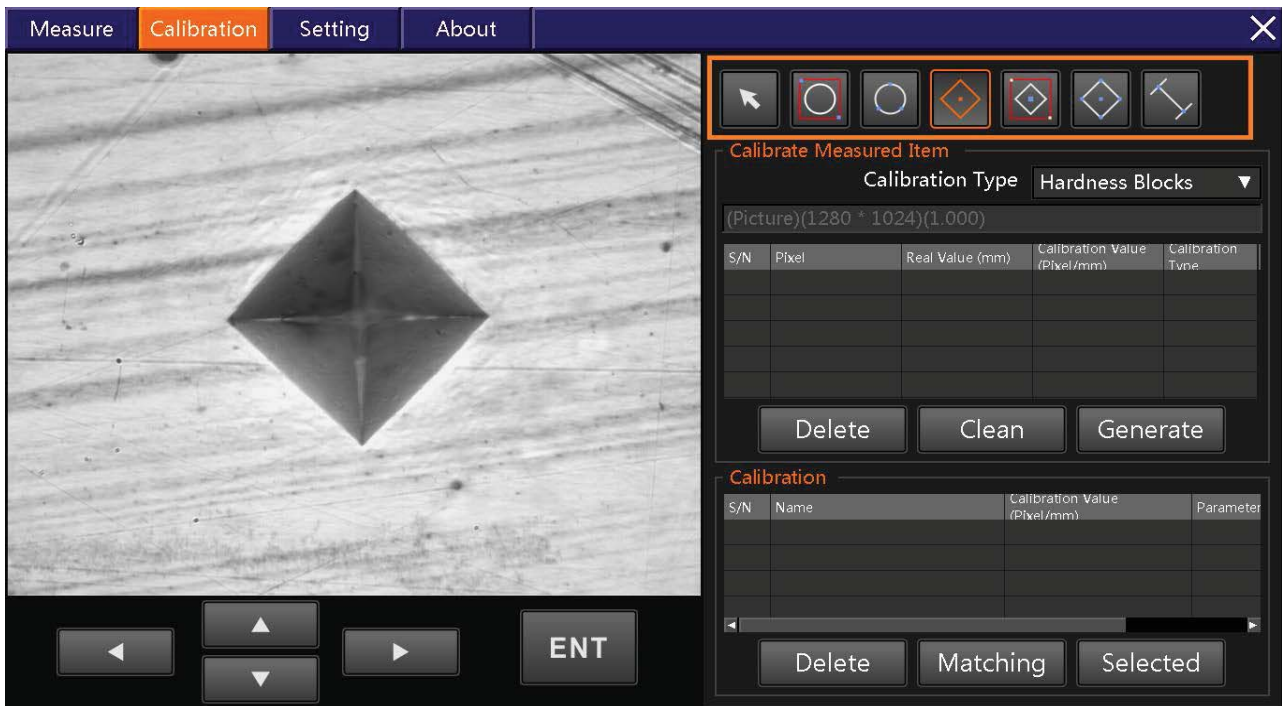 Measure Calibration Setting About
Calibrate Measured Item
Calibration Type Hardness Blocks
(Picture)(1280 * 1024)(1.000)
S/N Pixel Real Value (mm) Calibration Value (Pixel/mm) Calibration Type
Delete Clean Generate
Calibration
S/N Name Calibration Value (Pixel/mm) Parameter
ENT
Delete Matching Selected